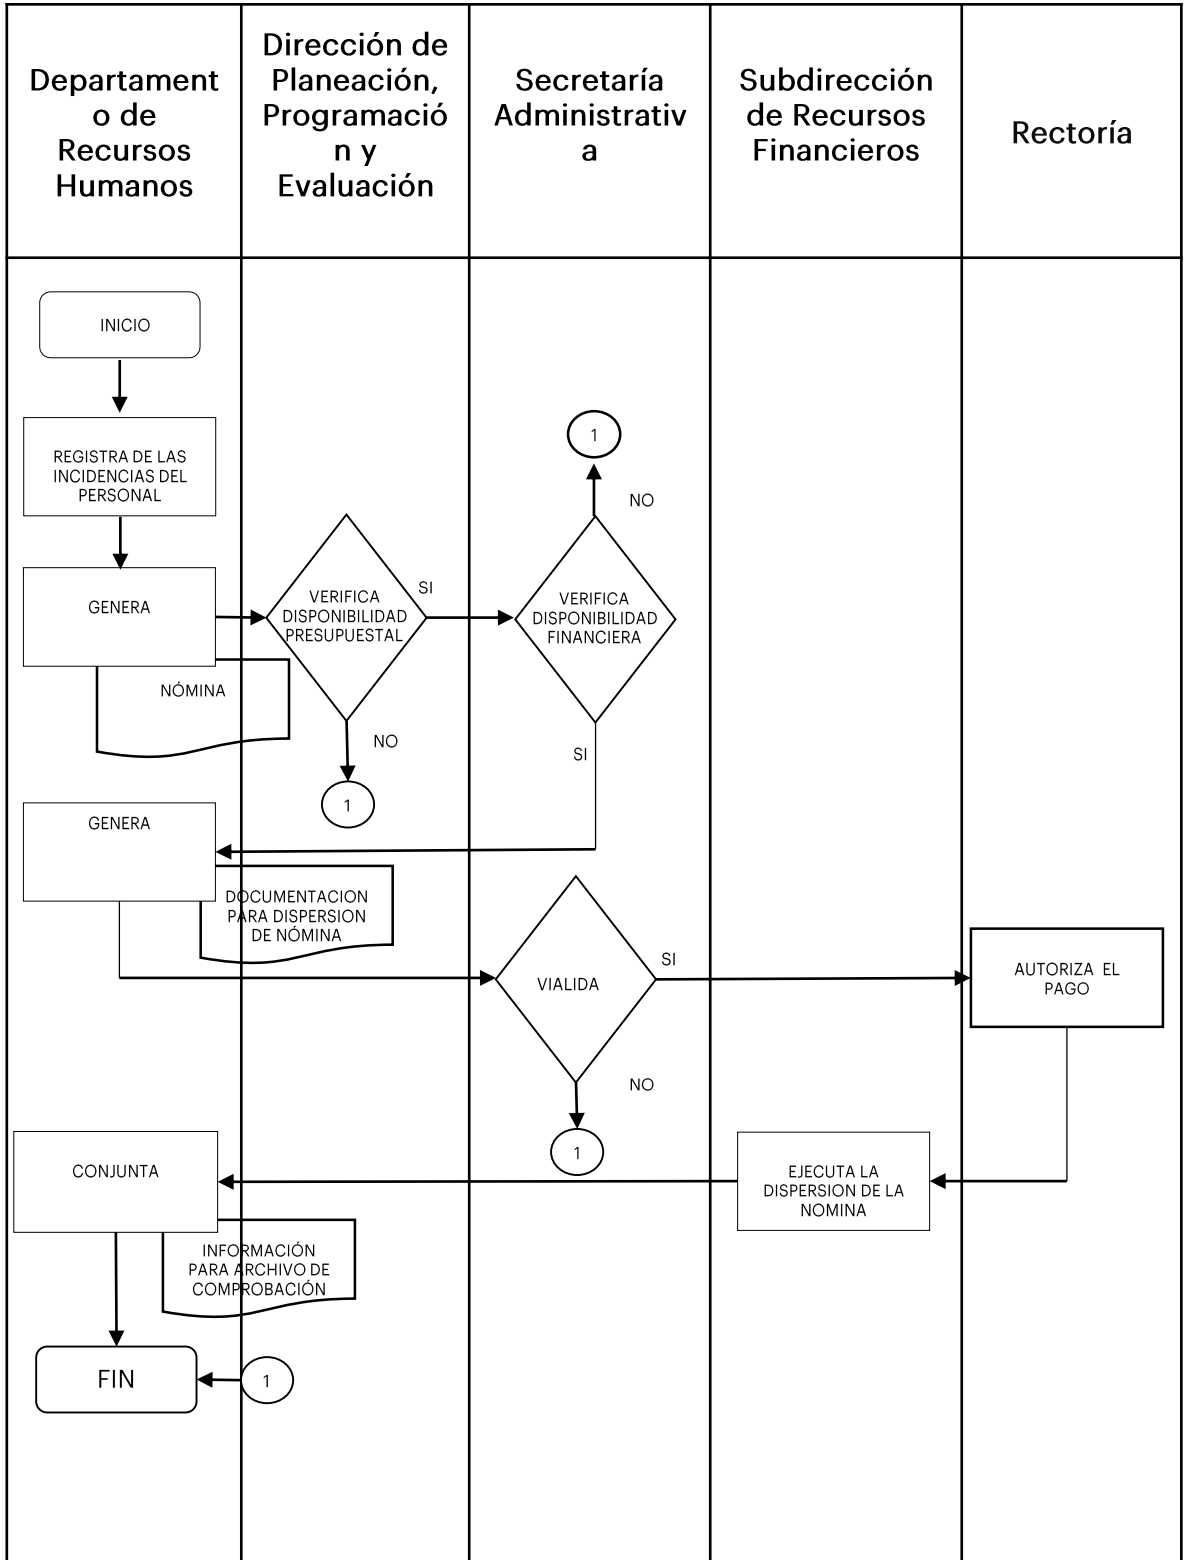 Departament
o de
Recursos
Humanos
Dirección de
Planeación,
Programació
n y
Evaluación
Secretaría
Administrativ
a
Subdirección
de Recursos
Financieros
Rectoría
INICIO
REGISTRA DE LAS
INCIDENCIAS DEL
PERSONAL
1
NO
GENERA
NÓMINA
VERIFICA
DISPONIBILIDAD
PRESUPUESTAL
SI
VERIFICA
DISPONIBILIDAD
FINANCIERA
NO
1
SI
GENERA
DOCUMENTACION
PARA DISPERSION
DE NÓMINA
VIALIDA
SI
AUTORIZA EL
PAGO
NO
1
CONJUNTA
EJECUTA LA
DISPERSION DE LA
NOMINA
INFORMACIÓN
PARA ARCHIVO DE
COMPROBACIÓN
FIN
1